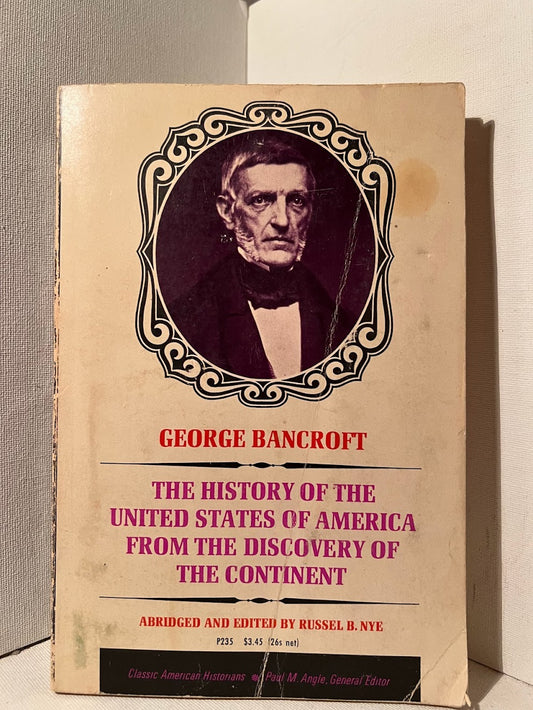 GEORGE BANCROFT
THE HISTORY OF THE
UNITED STATES OF AMERICA
FROM THE DISCOVERY OF
THE CONTINENT
ABRIDGED AND EDITED BY RUSSEL B. NYE
P235 $3.45 (26s net)
Classic American Historians Paul M. Angle, General Editor